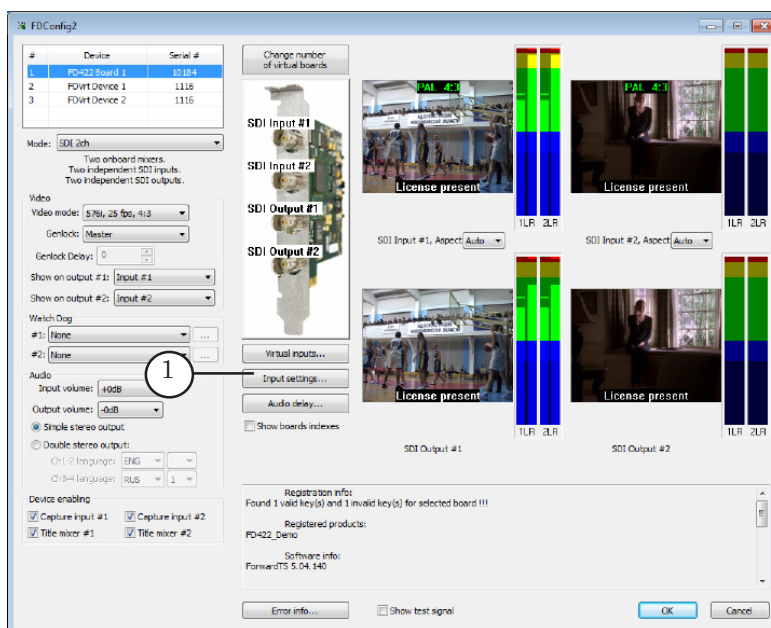 FDConfig2
# Device Serial #
1 FD422 Board 1 10184
2 FDVrt Device 1 1116
3 FDVrt Device 2 1116
Mode: SDI 2ch
Two onboard mixers.
Two independent SDI inputs.
Two independent SDI outputs.
Video
Video mode: 576i, 25 fps, 4:3
Genlock: Master
Genlock Delay: 0
Show on output #1: Input #1
Show on output #2: Input #2
Watch Dog
#1: None ...
#2: None ...
Audio
Input volume: +0dB
Output volume: -0dB
Simple stereo output
Double stereo output:
Ch1-2 language: ENG
Ch3-4 language: RUS 1
Device enabling
Capture input #1 Capture input #2
Title mixer #1 Title mixer #2
Change number
of virtual boards
SDI Input #1
SDI Input #2
SDI Output #1
SDI Output #2
Virtual inputs...
1
Input settings...
Audio delay...
Show boards indexes
PAL 4:3
License present
1LR 2LR
SDI Input #1, Aspect Auto
PAL 4:3
License present
1LR 2LR
SDI Input #2, Aspect Auto
License present
1LR 2LR
SDI Output #1
License present
1LR 2LR
SDI Output #2
Registration info:
Found 1 valid key(s) and 1 invalid key(s) for selected board !!!
Registered products:
FD422_Demo
Software info:
ForwardTS 5.04.140
Error info...
Show test signal
OK
Cancel